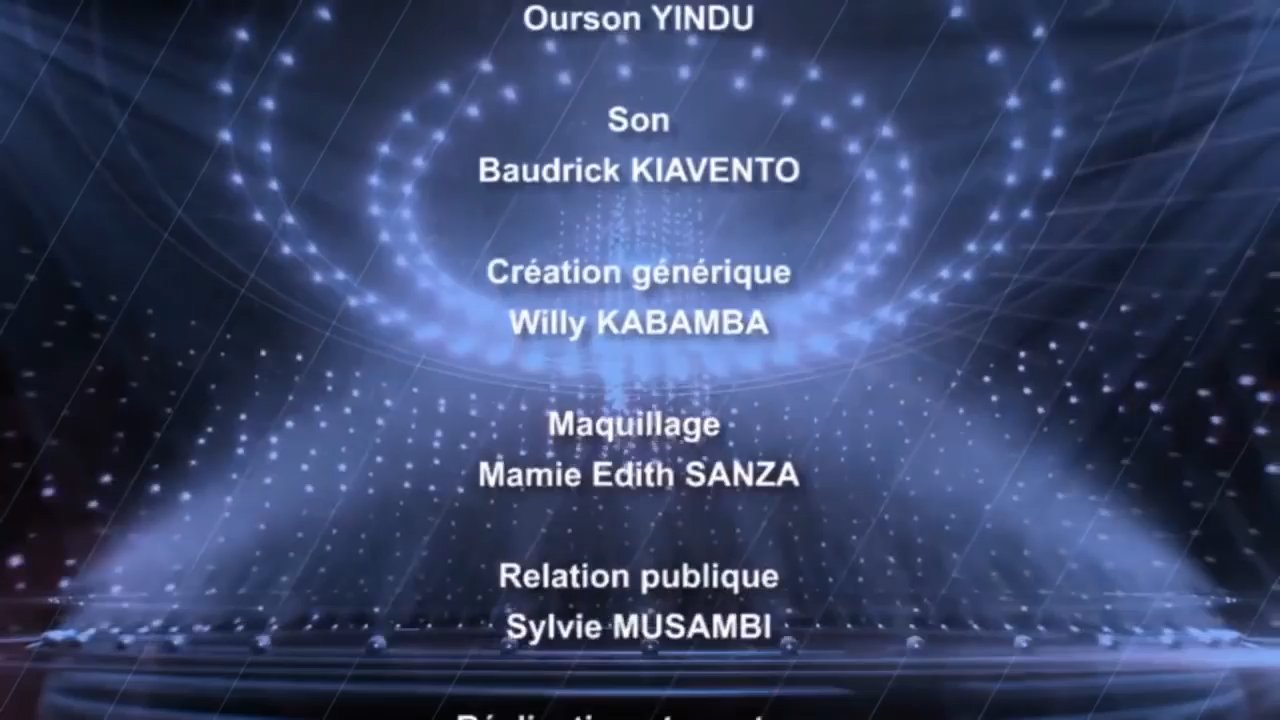 Ourson YINDU
Son
Baudrick KIAVENTO
Création générique
Willy KABAMBA
Maquillage
Mamie Edith SANZA
Relation publique
Sylvie MUSAMBI